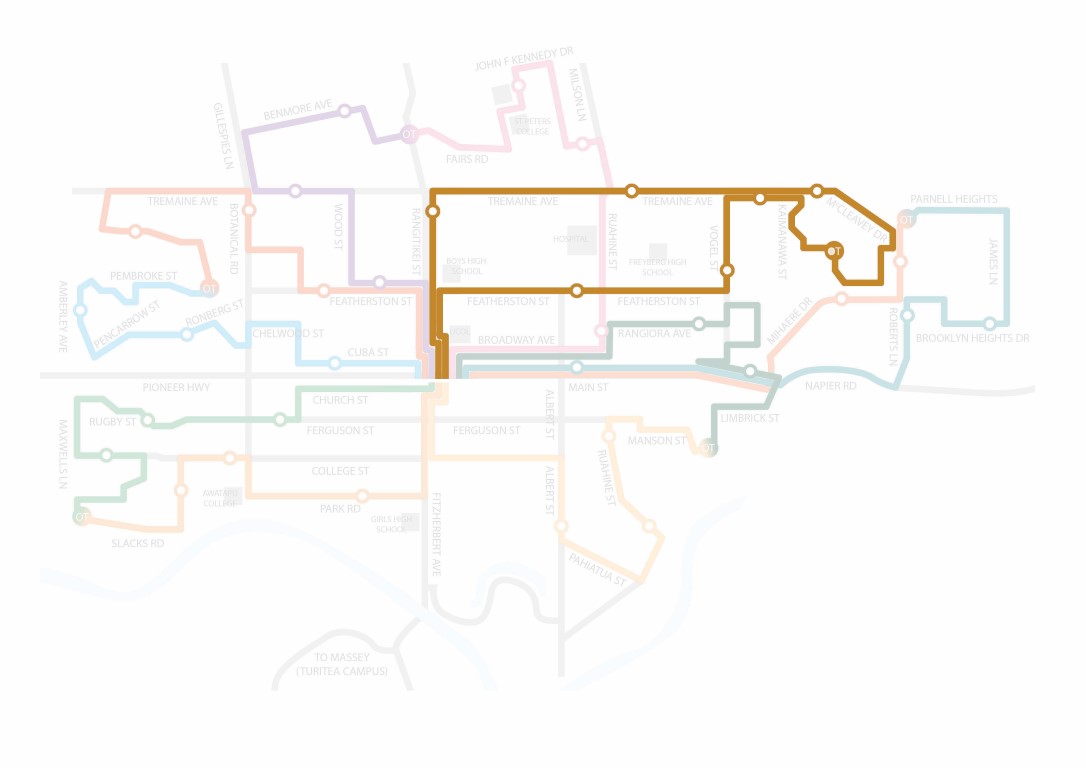 JOHN F KENNEDY DR
MILSON LN
GILLESPIES LN
BENMORE AVE
OT
ST PETERS
COLLEGE
FAIRS RD
TREMAINE AVE
TREMAINE AVE
TREMAINE AVE
MCCLEAVEY DR
PARNELL HEIGHTS
OT
BOTANICAL RD
WOOD ST
RANGITIKEI ST
RUAHINE ST
VOGEL ST
KAIMANAWA ST
JAMES LN
HOSPITAL
BOYS HIGH
SCHOOL
FREYBERG HIGH
SCHOOL
OT
PEMBROKE ST
OT
AMBERLEY AVE
PENCARROW ST
RONBERG ST
FEATHERSTON ST
FEATHERSTON ST
FEATHERSTON ST
MIHAERE DR
ROBERTS LN
CHELWOOD ST
UCOL
BROADWAY AVE
RANGIORA AVE
BROOKLYN HEIGHTS DR
CUBA ST
PIONEER HWY
MAIN ST
NAPIER RD
CHURCH ST
ALBERT ST
LIMBRICK ST
RUGBY ST
FERGUSON ST
FERGUSON ST
MANSON ST
OT
MAXWELLS LN
COLLEGE ST
RUAHINE ST
ALBERT ST
AWATAPU
COLLEGE
PARK RD
FITZHERBERT AVE
GIRLS HIGH
SCHOOL
OT
SLACKS RD
PAHIATUA ST
TO MASSEY
(TURITEA CAMPUS)